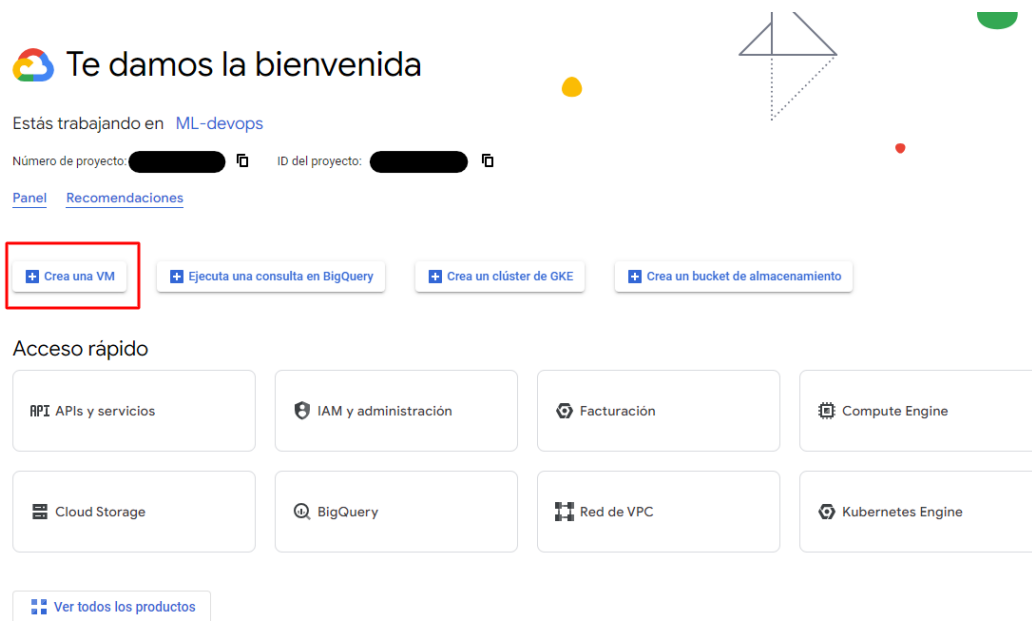 Te damos la bienvenida
Estás trabajando en ML-devops
Número de proyecto: ID del proyecto:
Panel Recomendaciones
Crea una VM Ejecuta una consulta en BigQuery Crea un clúster de GKE Crea un bucket de almacenamiento
Acceso rápido
API APIs y servicios IAM y administración Facturación Compute Engine
Cloud Storage BigQuery Red de VPC Kubernetes Engine
Ver todos los productos